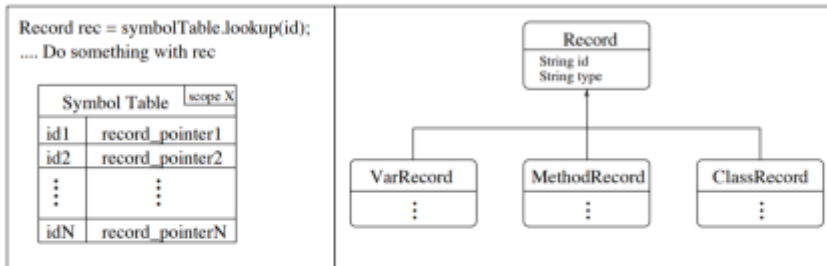 Record rec = symbolTable.lookup(id);
.... Do something with rec
Symbol Table scope X
id1 record_pointer1
id2 record_pointer2
idN record_pointerN
Record
String id
String type
VarRecord
MethodRecord
ClassRecord